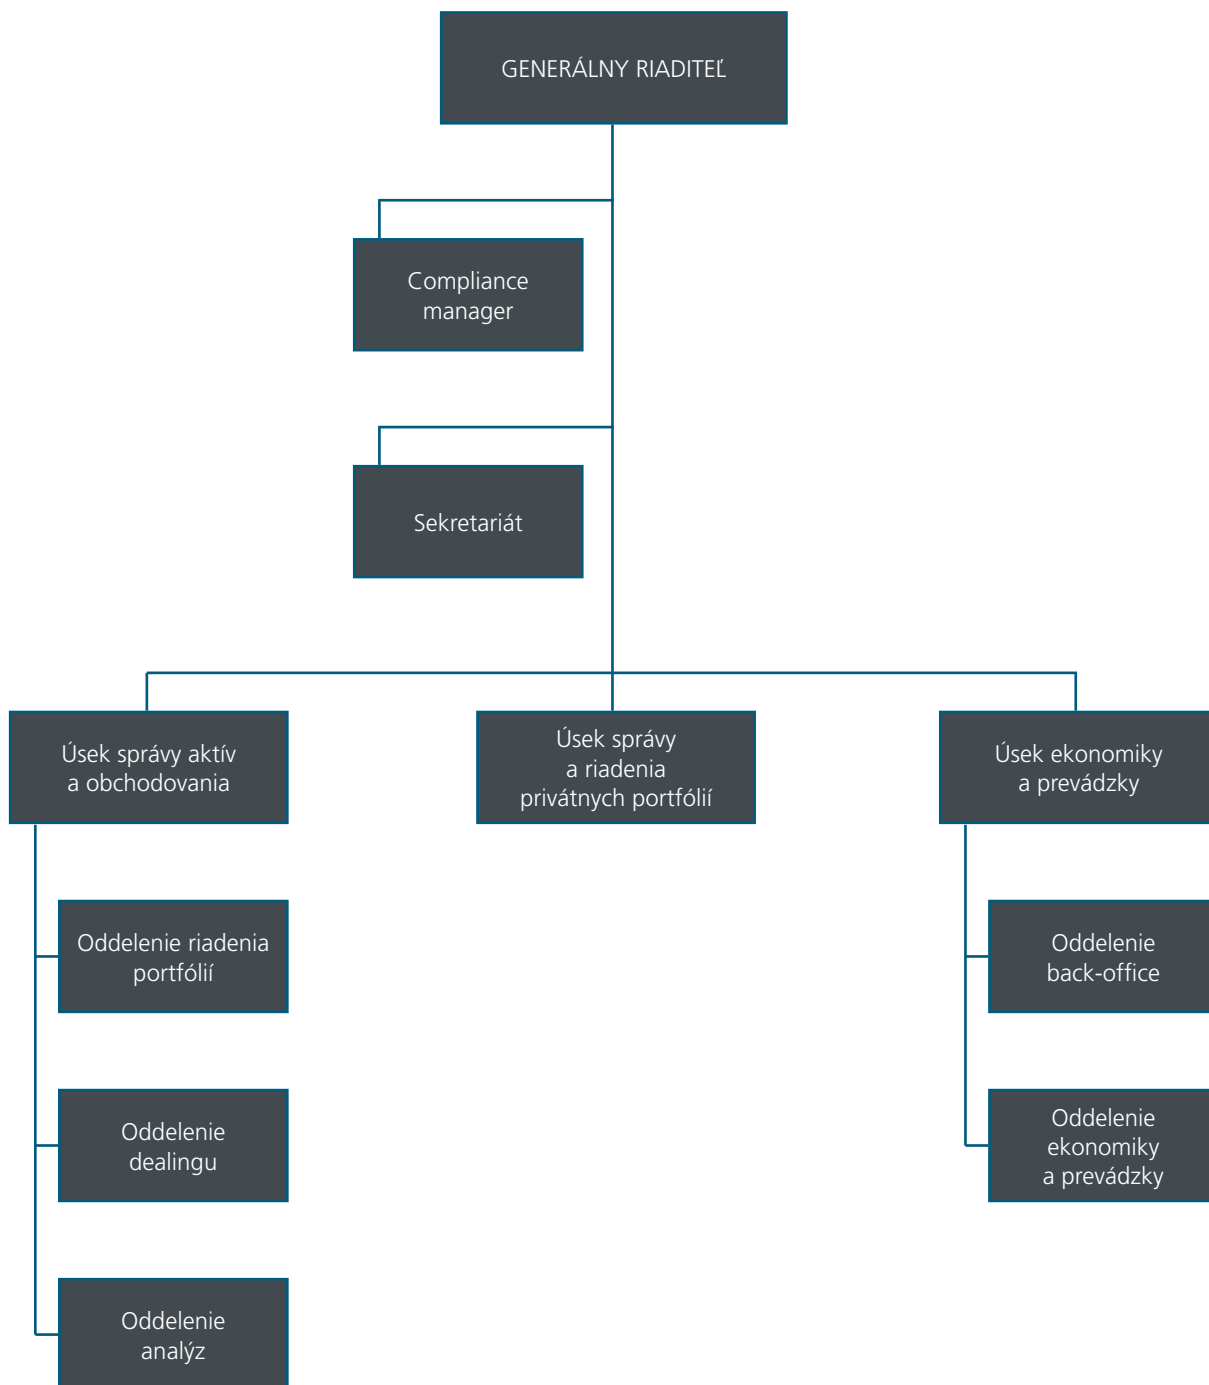 GENERÁLNY RIADITEĽ
Compliance
manager
Sekretariát
Úsek správy aktív
a obchodovania
Úsek správy
a riadenia
privátnych portfólií
Úsek ekonomiky
a prevádzky
Oddelenie riadenia
portfólií
Oddelenie
back-office
Oddelenie
dealingu
Oddelenie
ekonomiky
a prevádzky
Oddelenie
analýz